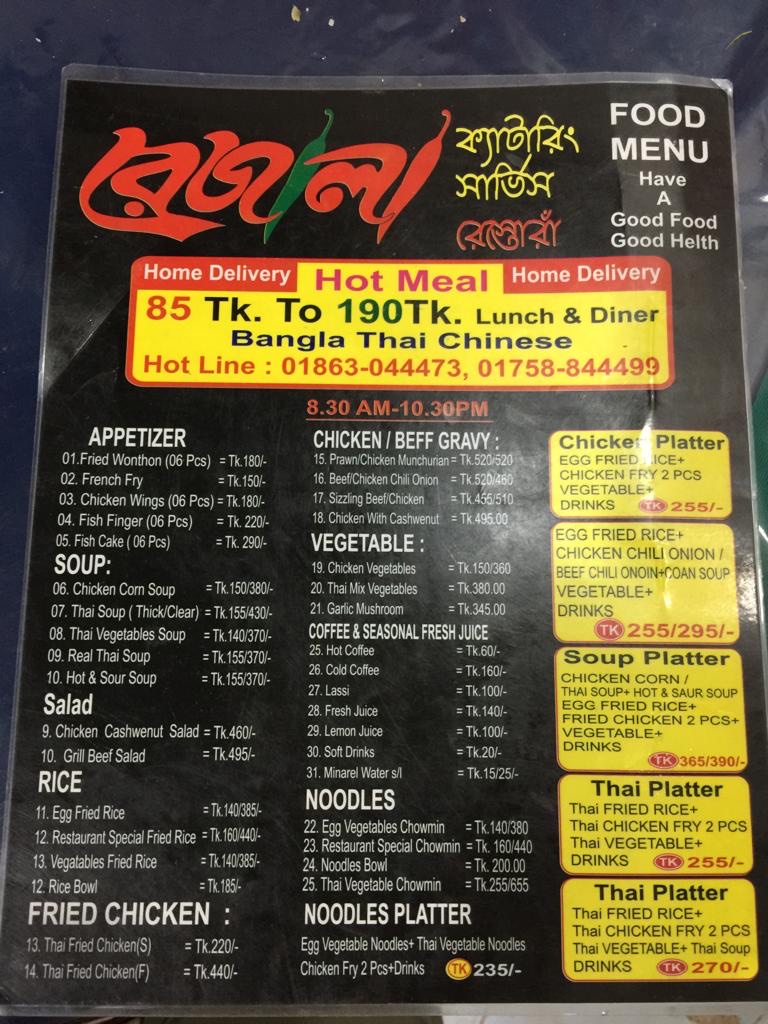 রেজালা
ক্যাটারিং
সার্ভিস
রেস্তোরাঁ
FOOD
MENU
Have
A
Good Food
Good Helth
Home Delivery Hot Meal Home Delivery
85 Tk. To 190Tk. Lunch & Diner
Bangla Thai Chinese
Hot Line : 01863-044473, 01758-844499
8.30 AM-10.30PM
APPETIZER
01.Fried Wonthon (06 Pcs) = Tk.180/-
02. French Fry = Tk.150/-
03. Chicken Wings (06 Pcs) = Tk.180/-
04. Fish Finger (06 Pcs) = Tk. 220/-
05. Fish Cake ( 06 Pcs) = Tk. 290/-
SOUP:
06. Chicken Corn Soup = Tk.150/380/-
07. Thai Soup ( Thick/Clear) = Tk.155/430/-
08. Thai Vegetables Soup = Tk.140/370/-
09. Real Thai Soup = Tk.155/370/-
10. Hot & Sour Soup = Tk.155/370/-
Salad
9. Chicken Cashwenut Salad = Tk.460/-
10. Grill Beef Salad = Tk.495/-
RICE
11. Egg Fried Rice = Tk.140/385/-
12. Restaurant Special Fried Rice = Tk.160/440/-
13. Vegatables Fried Rice = Tk.140/385/-
12. Rice Bowl = Tk.185/-
FRIED CHICKEN :
13. Thai Fried Chicken(S) = Tk.220/-
14. Thai Fried Chicken(F) = Tk.440/-
CHICKEN / BEFF GRAVY :
15. Prawn/Chicken Munchurian = Tk.520/520
16. Beef/Chicken Chili Onion = Tk.520/460
17. Sizzling Beef/Chicken = Tk.455/510
18. Chicken With Cashwenut = Tk.495.00
VEGETABLE :
19. Chicken Vegetables = Tk.150/360
20. Thai Mix Vegetables = Tk.380.00
21. Garlic Mushroom = Tk.345.00
COFFEE & SEASONAL FRESH JUICE
25. Hot Coffee = Tk.60/-
26. Cold Coffee = Tk.160/-
27. Lassi = Tk.100/-
28. Fresh Juice = Tk.140/-
29. Lemon Juice = Tk.100/-
30. Soft Drinks = Tk.20/-
31. Minarel Water s/l = Tk.15/25/-
NOODLES
22. Egg Vegetables Chowmin = Tk.140/380
23. Restaurant Special Chowmin = Tk. 160/440
24. Noodles Bowl = Tk. 200.00
25. Thai Vegetable Chowmin = Tk.255/655
NOODLES PLATTER
Egg Vegetable Noodles+ Thai Vegetable Noodles
Chicken Fry 2 Pcs+Drinks TK 235/-
Chicken Platter
EGG FRIED RICE+
CHICKEN FRY 2 PCS
VEGETABLE+
DRINKS TK 255/-
EGG FRIED RICE+
CHICKEN CHILI ONION /
BEEF CHILI ONOIN+COAN SOUP
VEGETABLE+
DRINKS
TK 255/295/-
Soup Platter
CHICKEN CORN /
THAI SOUP+ HOT & SAUR SOUP
EGG FRIED RICE+
FRIED CHICKEN 2 PCS+
VEGETABLE+
DRINKS
TK 365/390/-
Thai Platter
Thai FRIED RICE+
Thai CHICKEN FRY 2 PCS
Thai VEGETABLE+
DRINKS TK 255/-
Thai Platter
Thai FRIED RICE+
Thai CHICKEN FRY 2 PCS
Thai VEGETABLE+ Thai Soup
DRINKS TK 270/-